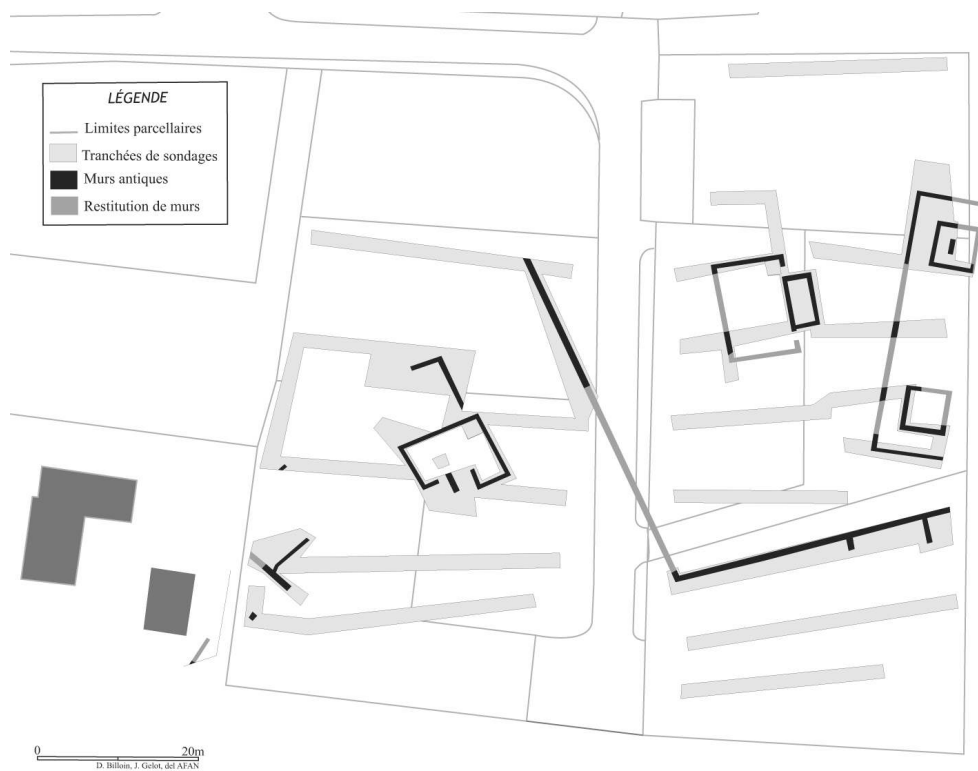 LÉGENDE
Limites parcellaires
Tranchées de sondages
Murs antiques
Restitution de murs
0 20m
D. Billoin, J. Gelot, del AFAN